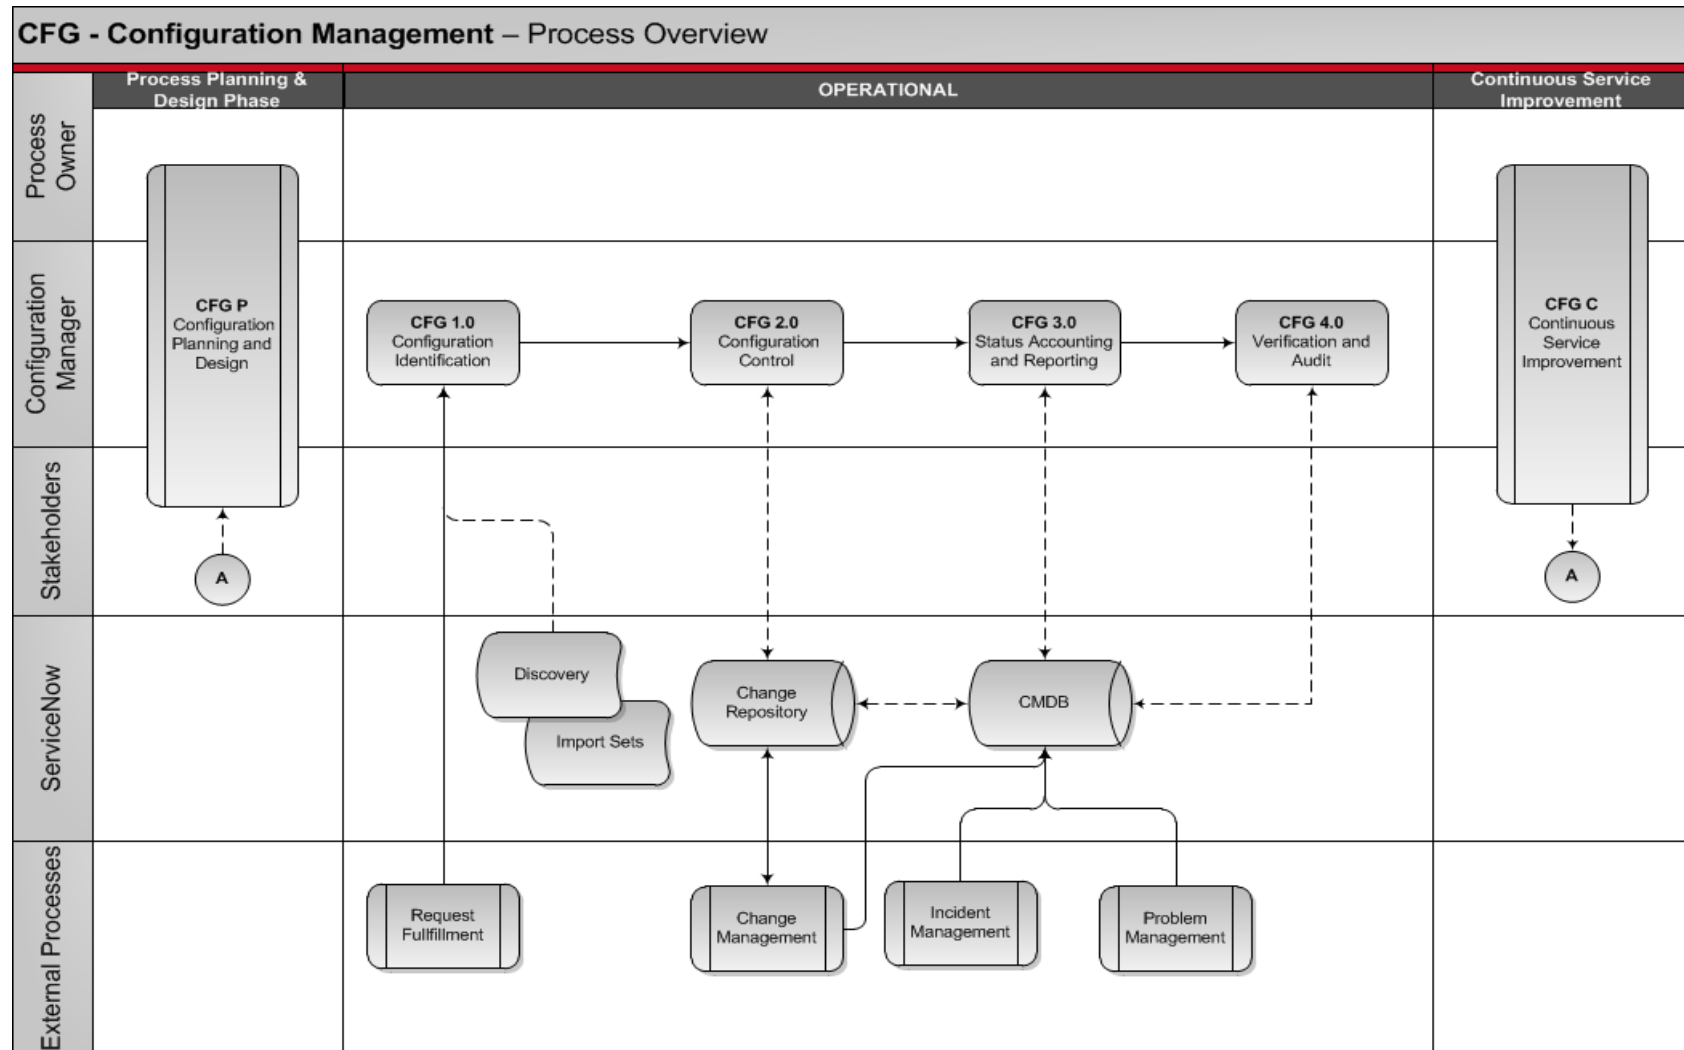 CFG - Configuration Management – Process Overview
Process Planning &
Design Phase
OPERATIONAL
Continuous Service
Improvement
Process
Owner
Configuration
Manager
Stakeholders
ServiceNow
External Processes
CFG P
Configuration
Planning and
Design
CFG 1.0
Configuration
Identification
CFG 2.0
Configuration
Control
CFG 3.0
Status Accounting
and Reporting
CFG 4.0
Verification and
Audit
CFG C
Continuous
Service
Improvement
A
A
Discovery
Import Sets
Change
Repository
CMDB
Request
Fullfillment
Change
Management
Incident
Management
Problem
Management